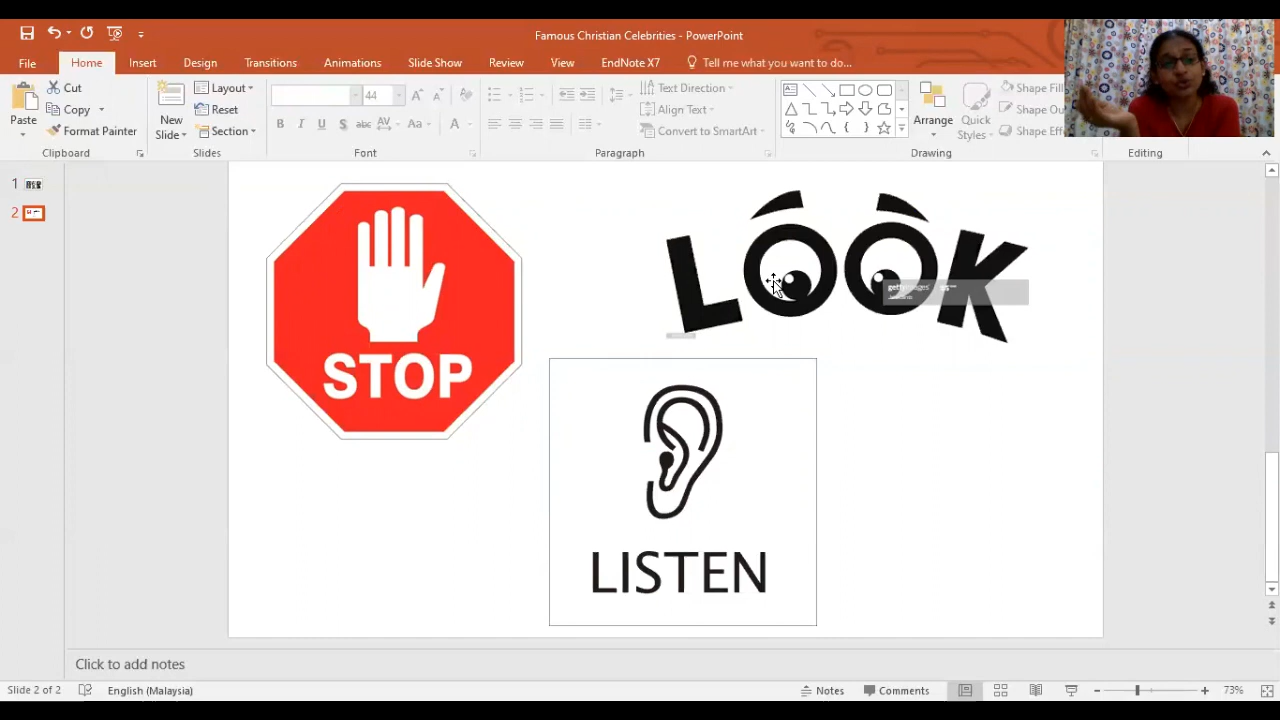 Famous Christian Celebrities - PowerPoint
File
Home
Insert
Design
Transitions
Animations
Slide Show
Review
View
EndNote X7
Tell me what you want to do...
Paste
Cut
Copy
Format Painter
Clipboard
New
Slide
Layout
Reset
Section
Slides
44
B I U S abc AV Aa A
Font
Text Direction
Align Text
Convert to SmartArt
Paragraph
Arrange
Quick
Styles
Shape Fill
Shape Ou
Shape Effe
Drawing
Editing
1
2
STOP
LOOK
gettyimages
LISTEN
Click to add notes
Slide 2 of 2
English (Malaysia)
Notes
Comments
73%